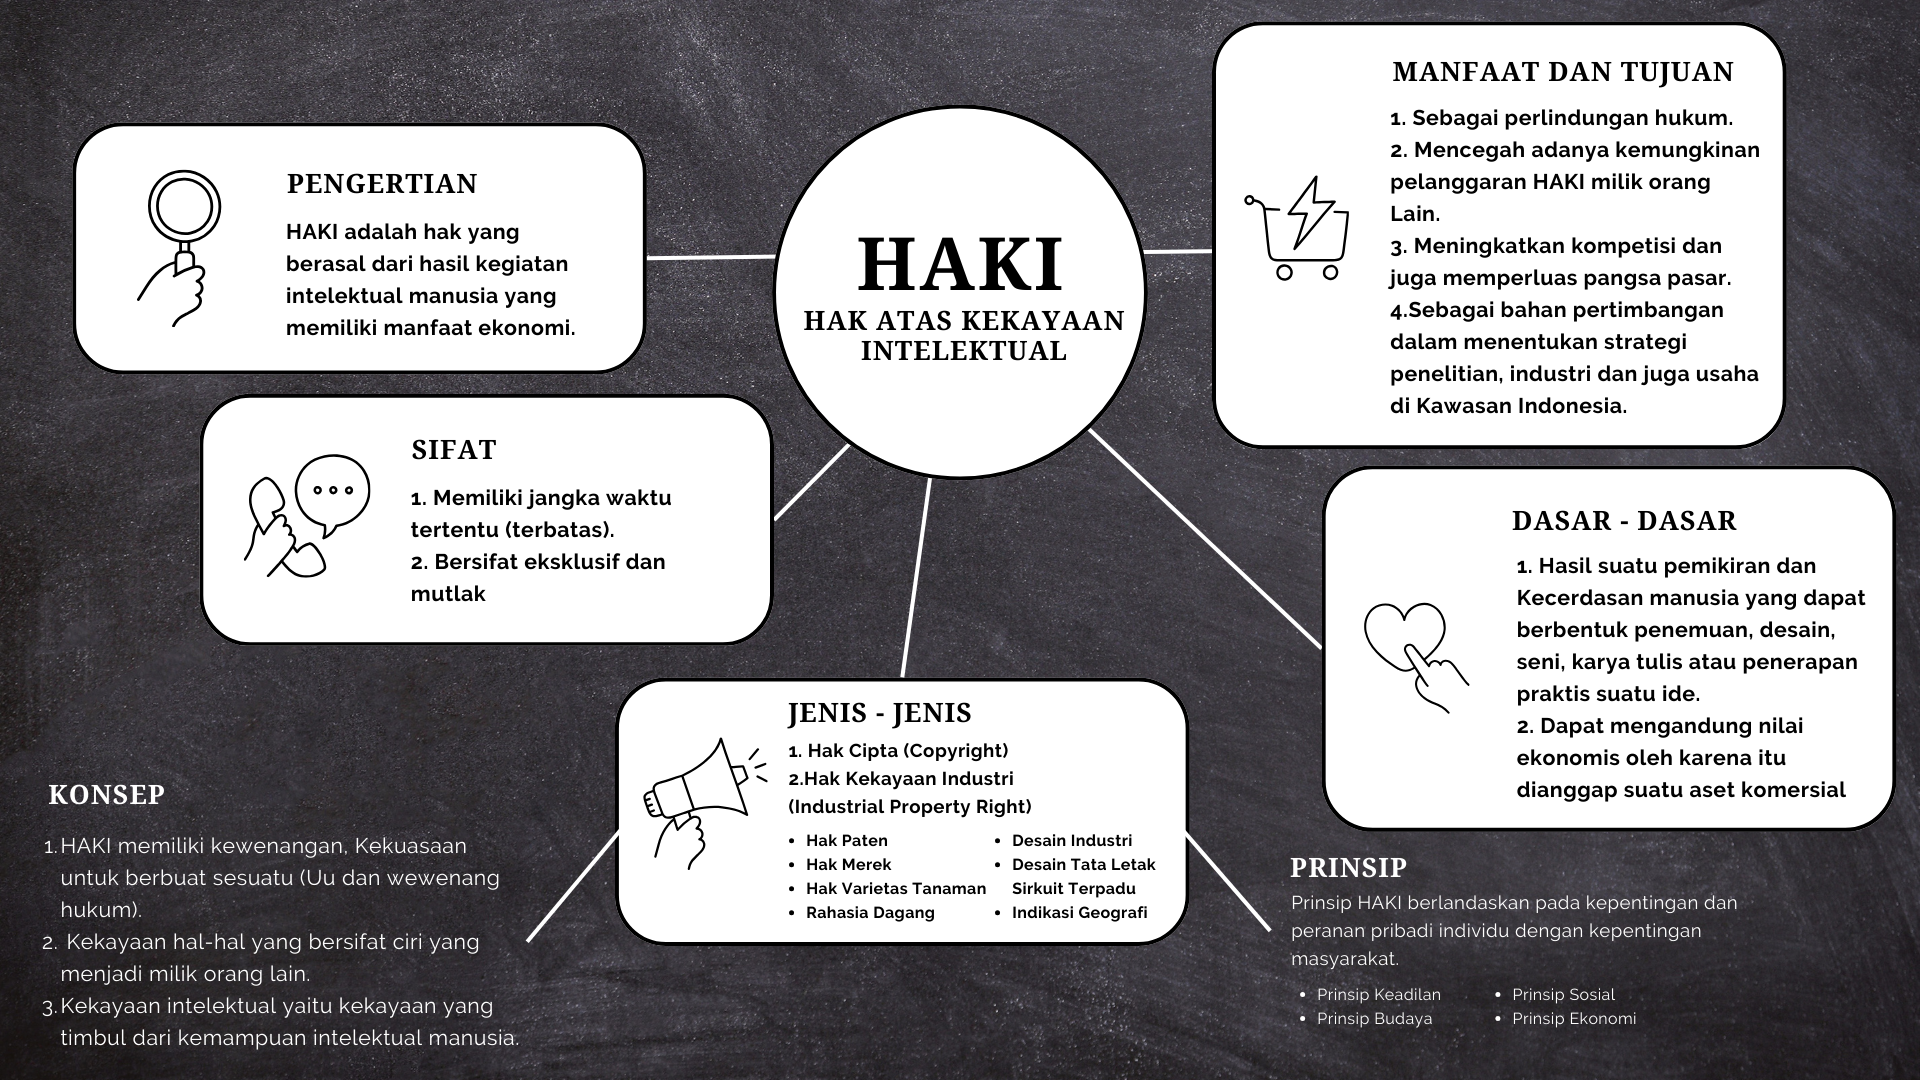 HAKI
HAK ATAS KEKAYAAN
INTELEKTUAL
PENGERTIAN
HAKI adalah hak yang
berasal dari hasil kegiatan
intelektual manusia yang
memiliki manfaat ekonomi.
SIFAT
1. Memiliki jangka waktu
tertentu (terbatas).
2. Bersifat eksklusif dan
mutlak
MANFAAT DAN TUJUAN
1. Sebagai perlindungan hukum.
2. Mencegah adanya kemungkinan
pelanggaran HAKI milik orang
Lain.
3. Meningkatkan kompetisi dan
juga memperluas pangsa pasar.
4.Sebagai bahan pertimbangan
dalam menentukan strategi
penelitian, industri dan juga usaha
di Kawasan Indonesia.
DASAR - DASAR
1. Hasil suatu pemikiran dan
Kecerdasan manusia yang dapat
berbentuk penemuan, desain,
seni, karya tulis atau penerapan
praktis suatu ide.
2. Dapat mengandung nilai
ekonomis oleh karena itu
dianggap suatu aset komersial
JENIS - JENIS
1. Hak Cipta (Copyright)
2.Hak Kekayaan Industri
(Industrial Property Right)
• Hak Paten
• Hak Merek
• Hak Varietas Tanaman
• Rahasia Dagang
• Desain Industri
• Desain Tata Letak
Sirkuit Terpadu
• Indikasi Geografi
KONSEP
1. HAKI memiliki kewenangan, Kekuasaan
untuk berbuat sesuatu (Uu dan wewenang
hukum).
2. Kekayaan hal-hal yang bersifat ciri yang
menjadi milik orang lain.
3. Kekayaan intelektual yaitu kekayaan yang
timbul dari kemampuan intelektual manusia.
PRINSIP
Prinsip HAKI berlandaskan pada kepentingan dan
peranan pribadi individu dengan kepentingan
masyarakat.
• Prinsip Keadilan
• Prinsip Budaya
• Prinsip Sosial
• Prinsip Ekonomi